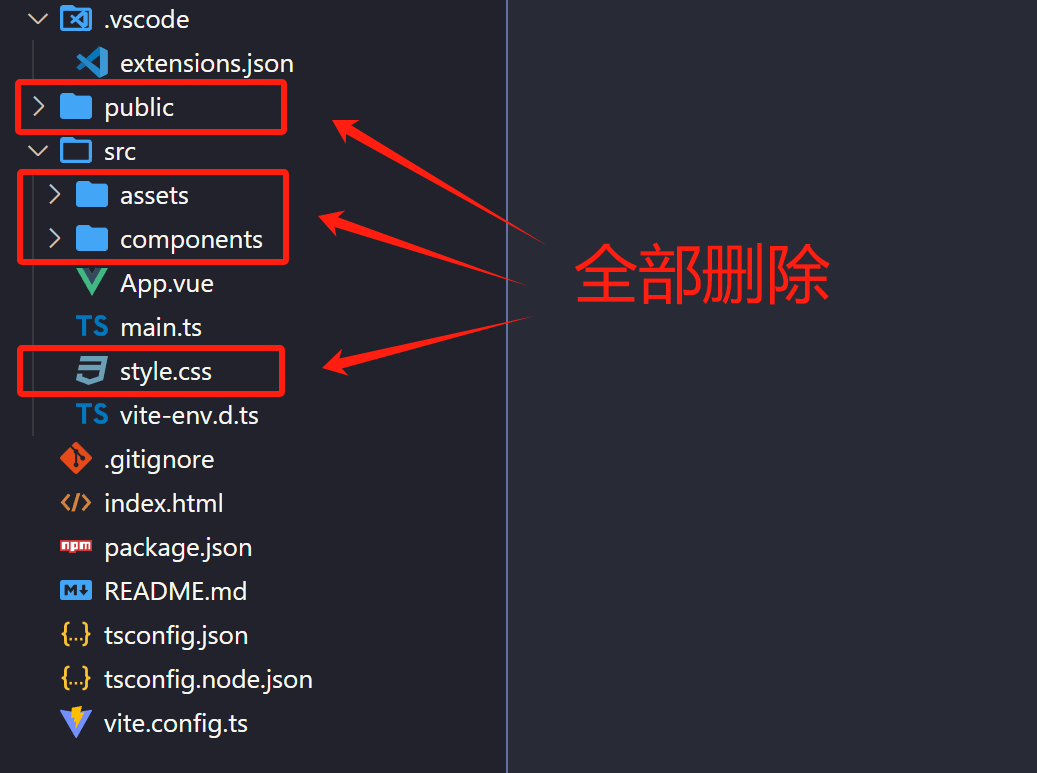 .vscode
extensions.json
public
src
assets
components
App.vue
TS main.ts
style.css
TS vite-env.d.ts
.gitignore
index.html
npm package.json
M README.md
{...} tsconfig.json
{...} tsconfig.node.json
vite.config.ts
全部删除